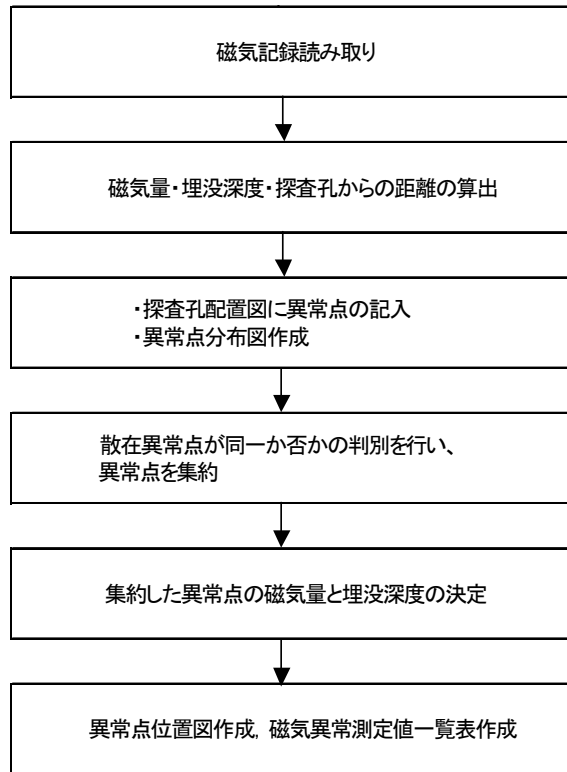 磁気記録読み取り
磁気量・埋没深度・探査孔からの距離の算出
・探査孔配置図に異常点の記入
・異常点分布図作成
散在異常点が同一か否かの判別を行い、
異常点を集約
集約した異常点の磁気量と埋没深度の決定
異常点位置図作成, 磁気異常測定値一覧表作成